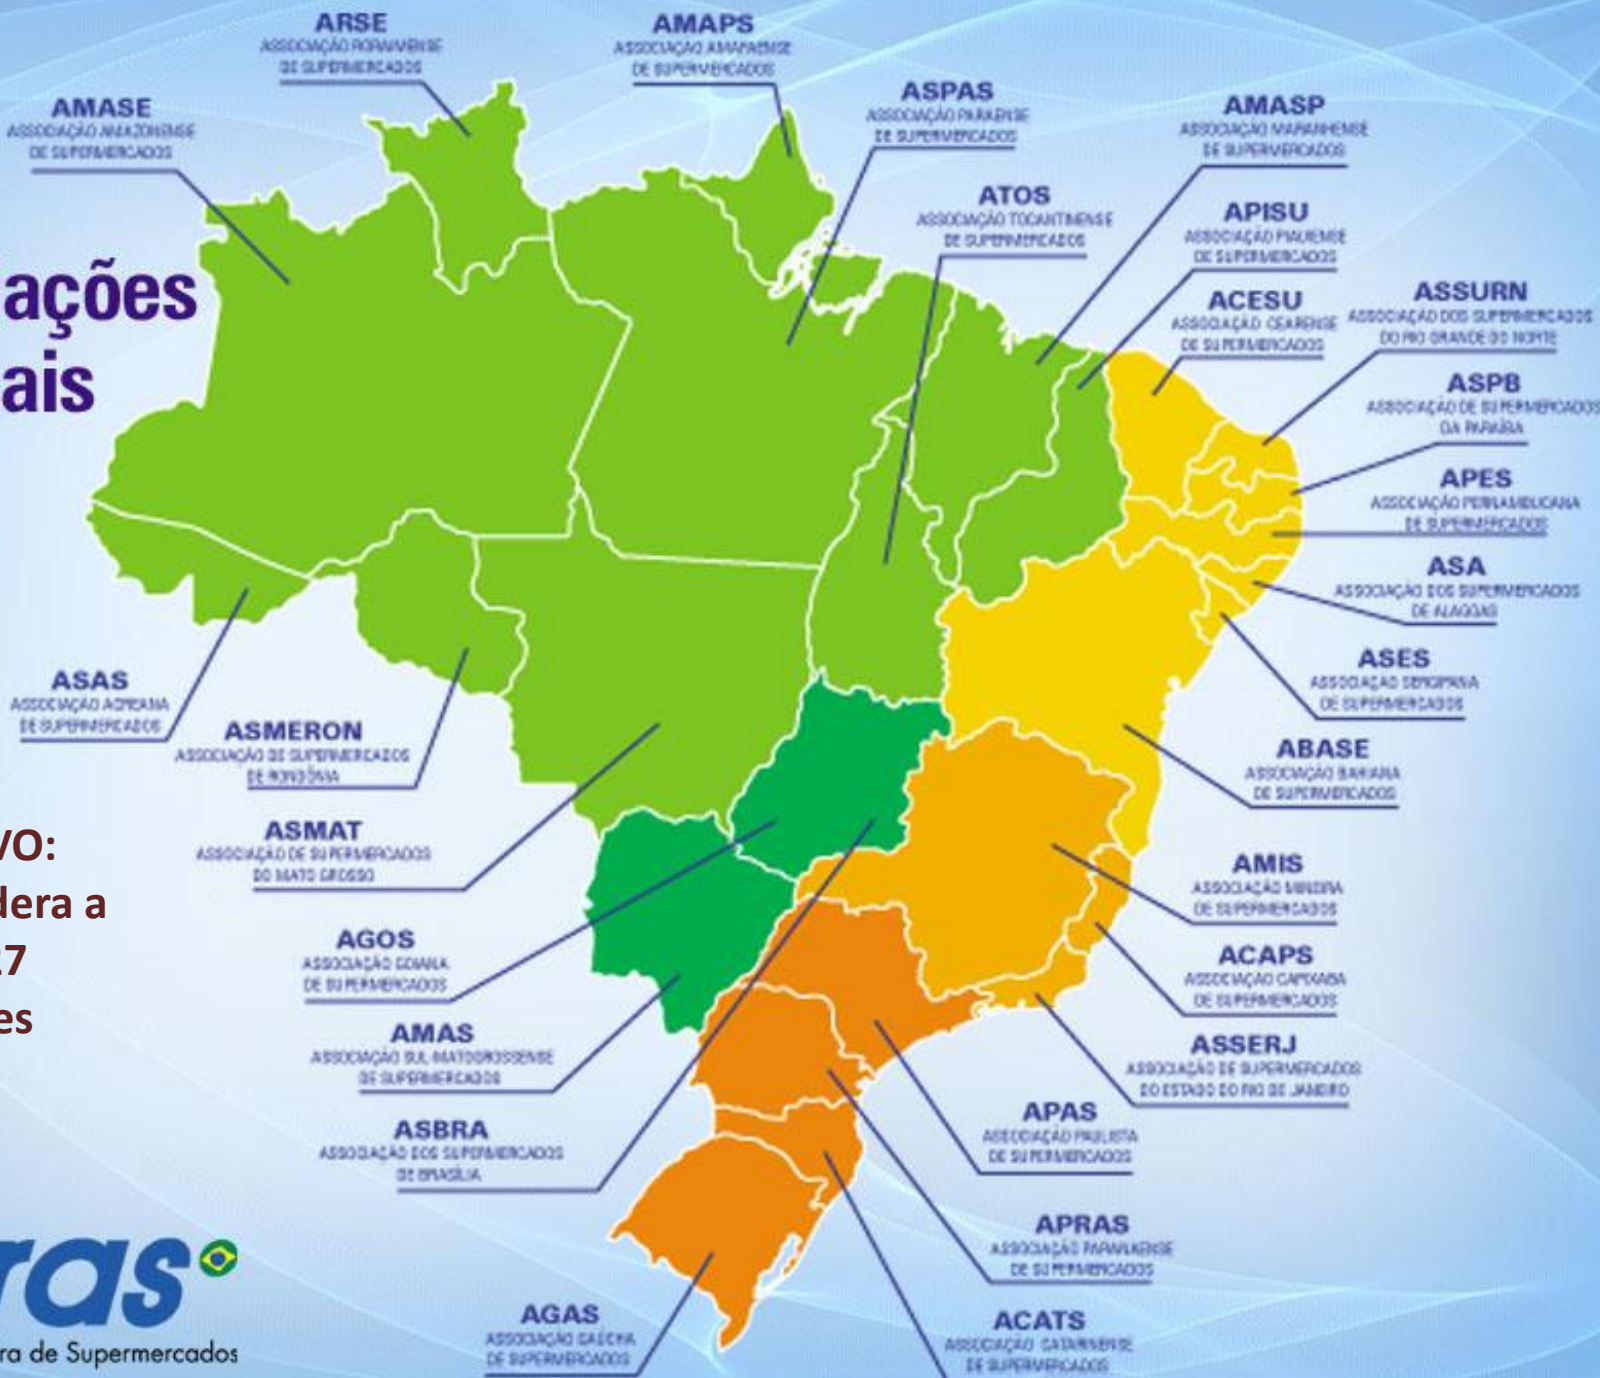 ARSE
ASSOCIAÇÃO RORAIMENSE
DE SUPERMERCADOS
AMAPS
ASSOCIAÇÃO AMAPAENSE
DE SUPERMERCADOS
AMASE
ASSOCIAÇÃO AMAZONENSE
DE SUPERMERCADOS
ASPAS
ASSOCIAÇÃO PARAENSE
DE SUPERMERCADOS
AMASP
ASSOCIAÇÃO MARANHENSE
DE SUPERMERCADOS
ATOS
ASSOCIAÇÃO TOCANTINENSE
DE SUPERMERCADOS
APISU
ASSOCIAÇÃO PIAUIENSE
DE SUPERMERCADOS
ações
ais
ACESU
ASSOCIAÇÃO CEARENSE
DE SUPERMERCADOS
ASSURN
ASSOCIAÇÃO DOS SUPERMERCADOS
DO RIO GRANDE DO NORTE
ASPB
ASSOCIAÇÃO DE SUPERMERCADOS
DA PARAÍBA
APES
ASSOCIAÇÃO PERNAMBUCANA
DE SUPERMERCADOS
ASA
ASSOCIAÇÃO DOS SUPERMERCADOS
DE ALAGOAS
ASES
ASSOCIAÇÃO SERGIPANA
DE SUPERMERCADOS
ASAS
ASSOCIAÇÃO ACREANA
DE SUPERMERCADOS
ASMERON
ASSOCIAÇÃO DE SUPERMERCADOS
DE RONDÔNIA
ABASE
ASSOCIAÇÃO BAHIANA
DE SUPERMERCADOS
ASMAT
ASSOCIAÇÃO DE SUPERMERCADOS
DO MATO GROSSO
VO:
dera a
27
es
AMIS
ASSOCIAÇÃO MINEIRA
DE SUPERMERCADOS
AGOS
ASSOCIAÇÃO GOIANA
DE SUPERMERCADOS
ACAPS
ASSOCIAÇÃO CAPIXABA
DE SUPERMERCADOS
AMAS
ASSOCIAÇÃO SUL-MATOGROSSENSE
DE SUPERMERCADOS
ASSERJ
ASSOCIAÇÃO DE SUPERMERCADOS
DO ESTADO DO RIO DE JANEIRO
ASBRA
ASSOCIAÇÃO DOS SUPERMERCADOS
DE BRASÍLIA
APAS
ASSOCIAÇÃO PAULISTA
DE SUPERMERCADOS
APRAS
ASSOCIAÇÃO PARANAENSE
DE SUPERMERCADOS
ras
ra de Supermercados
AGAS
ASSOCIAÇÃO GAÚCHA
DE SUPERMERCADOS
ACATS
ASSOCIAÇÃO CATARINENSE
DE SUPERMERCADOS